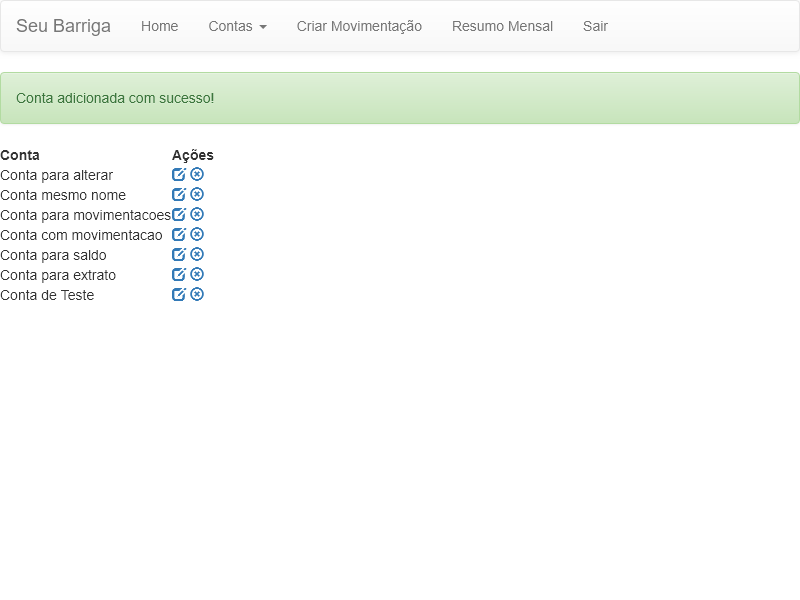 Seu Barriga Home Contas Criar Movimentação Resumo Mensal Sair
Conta adicionada com sucesso!
Conta Ações
Conta para alterar
Conta mesmo nome
Conta para movimentacoes
Conta com movimentacao
Conta para saldo
Conta para extrato
Conta de Teste